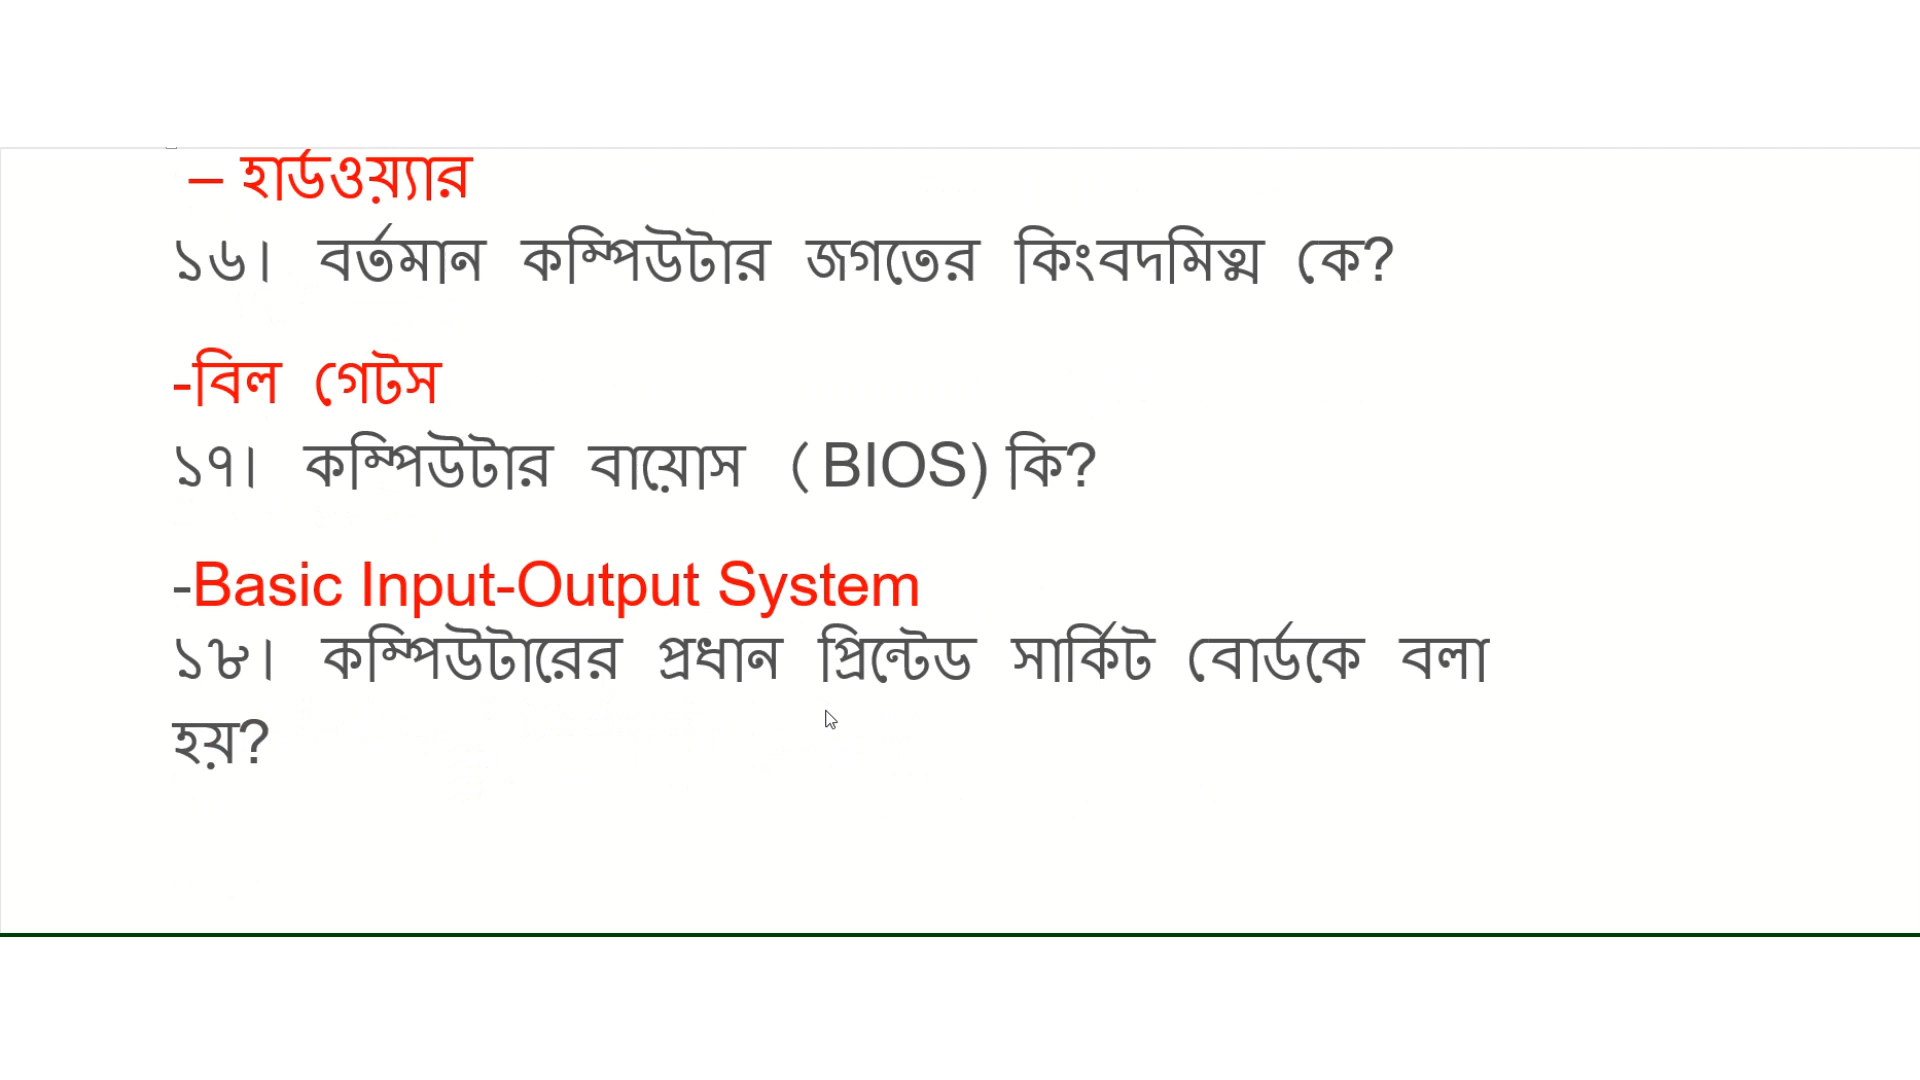 – হার্ডওয়্যার
১৬। বর্তমান কম্পিউটার জগতের কিংবদমিত্ম কে?
-বিল গেটস
১৭। কম্পিউটার বায়োস (BIOS) কি?
-Basic Input-Output System
১৮। কম্পিউটারের প্রধান প্রিন্টেড সার্কিট বোর্ডকে বলা
হয়?